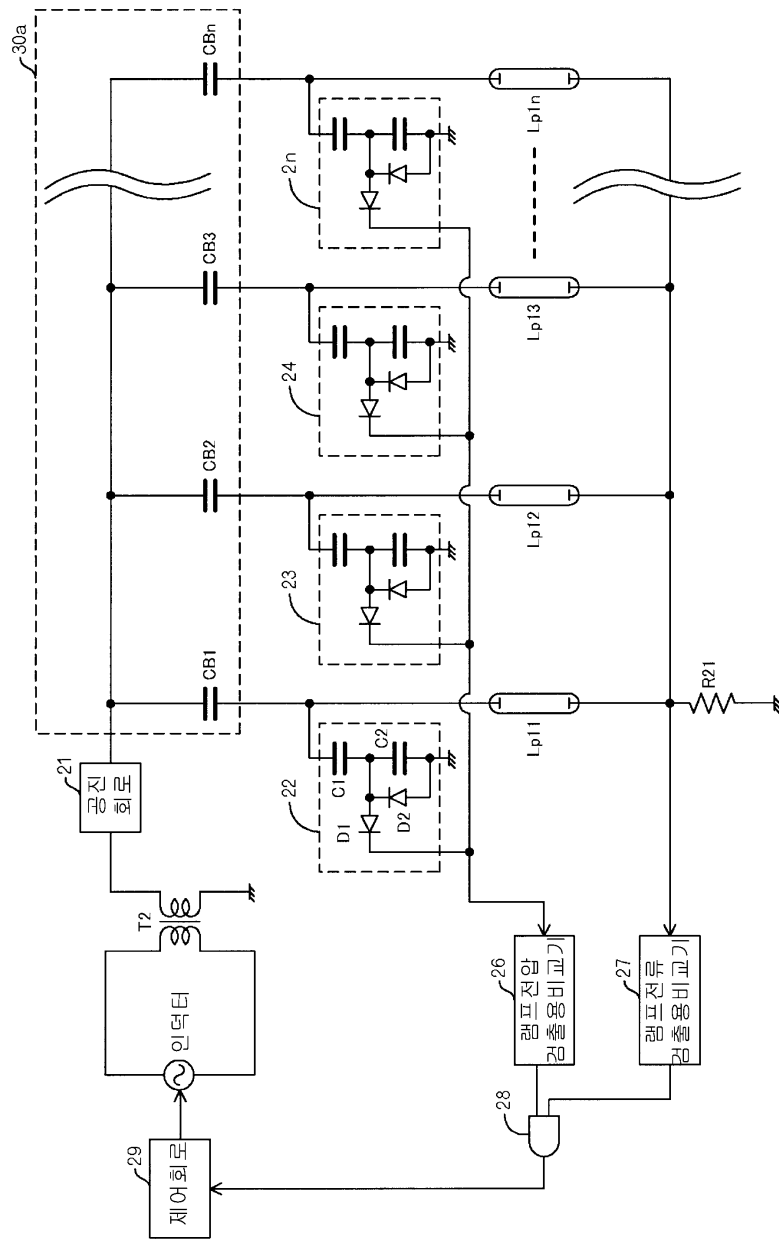 30a
CB1
CB2
CB3
CBn
21
공진
회로
T2
인덕터
29
제어회로
22
C1
C2
D1
D2
23
24
2n
Lp11
Lp12
Lp13
Lp1n
R21
26
램프전압
검출용비교기
27
램프전류
검출용비교기
28